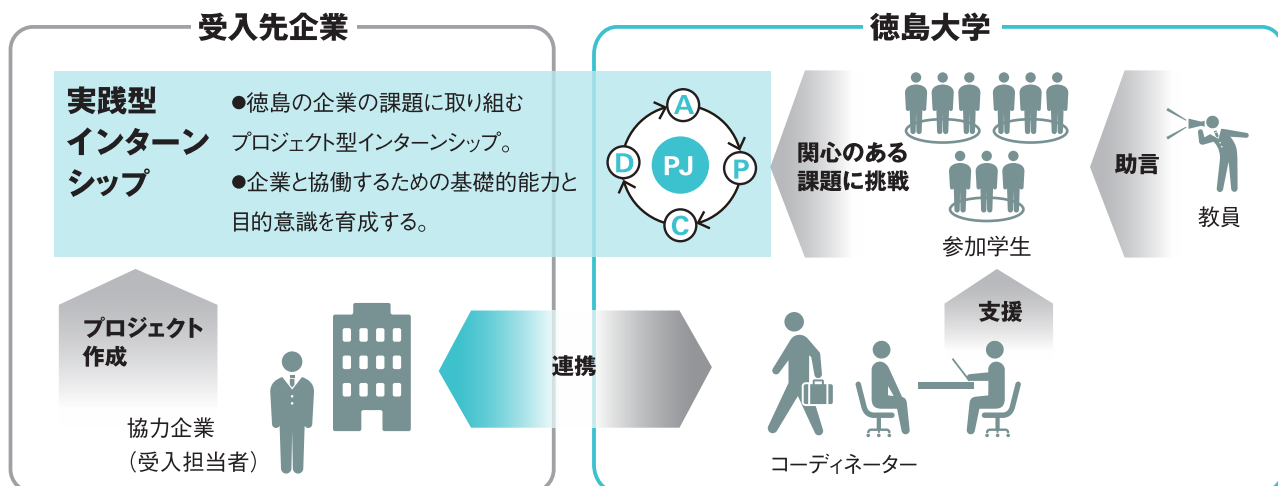 受入先企業
徳島大学
実践型
インターン
シップ
●徳島の企業の課題に取り組む
プロジェクト型インターンシップ。
●企業と協働するための基礎的能力と
目的意識を育成する。
A
D
PJ
P
C
関心のある
課題に挑戦
参加学生
助言
教員
プロジェクト
作成
協力企業
（受入担当者）
連携
支援
コーディネーター